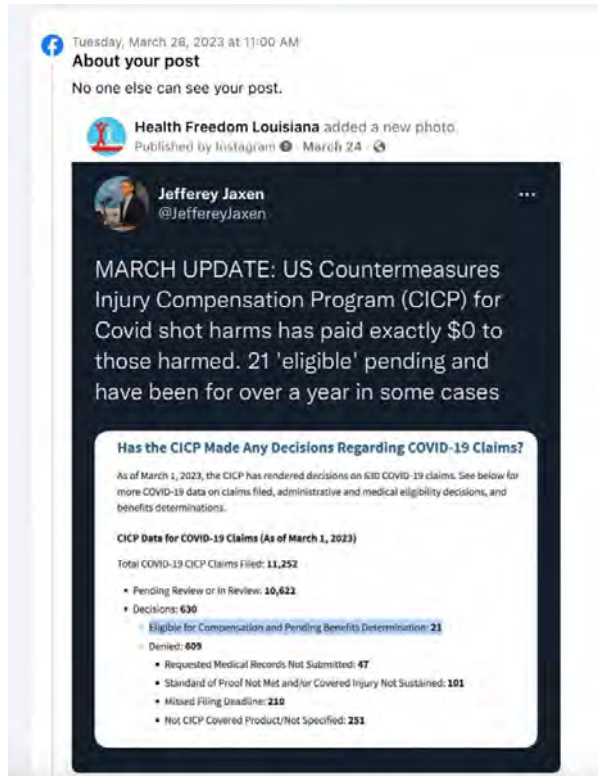 Tuesday, March 28, 2023 at 11:00 AM
About your post
No one else can see your post.
Health Freedom Louisiana added a new photo.
Published by Instagram · March 24 ·
Jefferey Jaxen
@JeffereyJaxen
MARCH UPDATE: US Countermeasures
Injury Compensation Program (CICP) for
Covid shot harms has paid exactly $0 to
those harmed. 21 'eligible' pending and
have been for over a year in some cases
Has the CICP Made Any Decisions Regarding COVID-19 Claims?
As of March 1, 2023, the CICP has rendered decisions on 630 COVID-19 claims. See below for
more COVID-19 data on claims filed, administrative and medical eligibility decisions, and
benefits determinations.
CICP Data for COVID-19 Claims (As of March 1, 2023)
Total COVID-19 CICP Claims Filed: 11,252
• Pending Review or In Review: 10,622
• Decisions: 630
○ Eligible for Compensation and Pending Benefits Determination: 21
○ Denied: 609
▪ Requested Medical Records Not Submitted: 47
▪ Standard of Proof Not Met and/or Covered Injury Not Sustained: 101
▪ Missed Filing Deadline: 210
▪ Not CICP Covered Product/Not Specified: 251